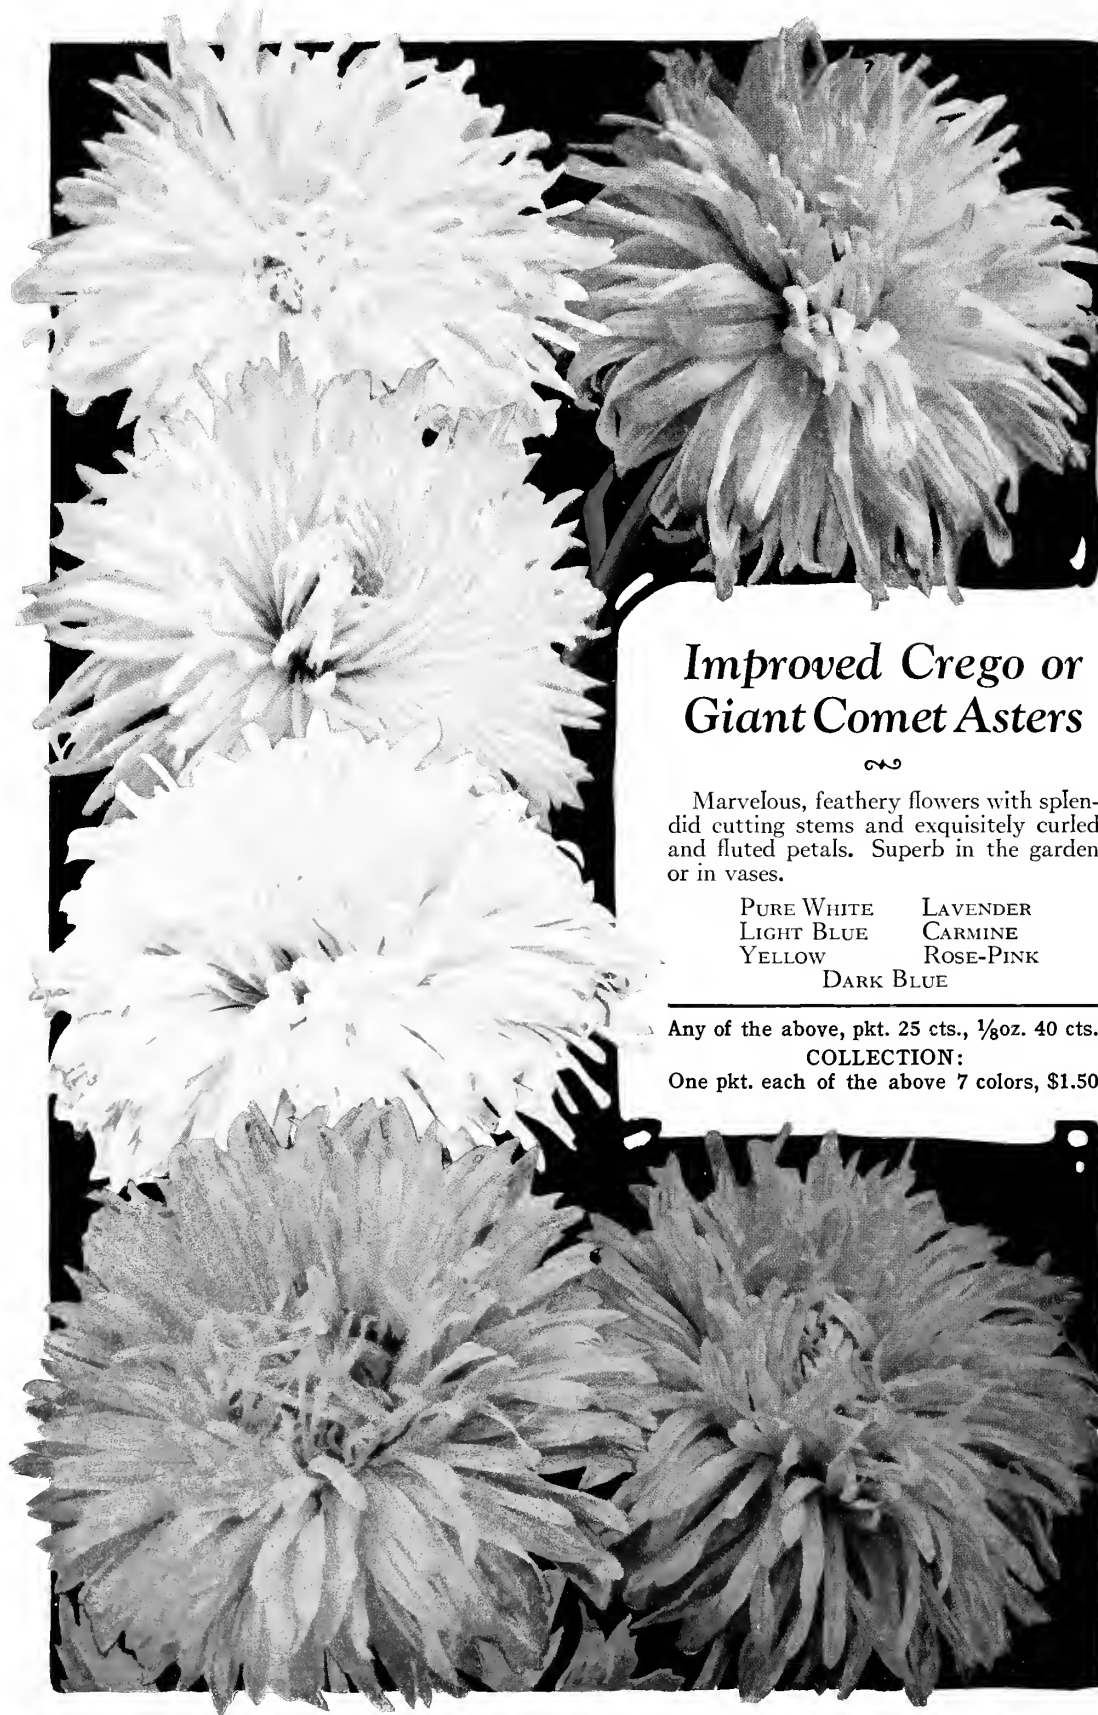 Improved Crego or
Giant Comet Asters
Marvelous, feathery flowers with splen-
did cutting stems and exquisitely curled
and fluted petals. Superb in the garden
or in vases.
PURE WHITE LAVENDER
LIGHT BLUE CARMINE
YELLOW ROSE-PINK
DARK BLUE
Any of the above, pkt. 25 cts., ⅛oz. 40 cts.
COLLECTION:
One pkt. each of the above 7 colors, $1.50